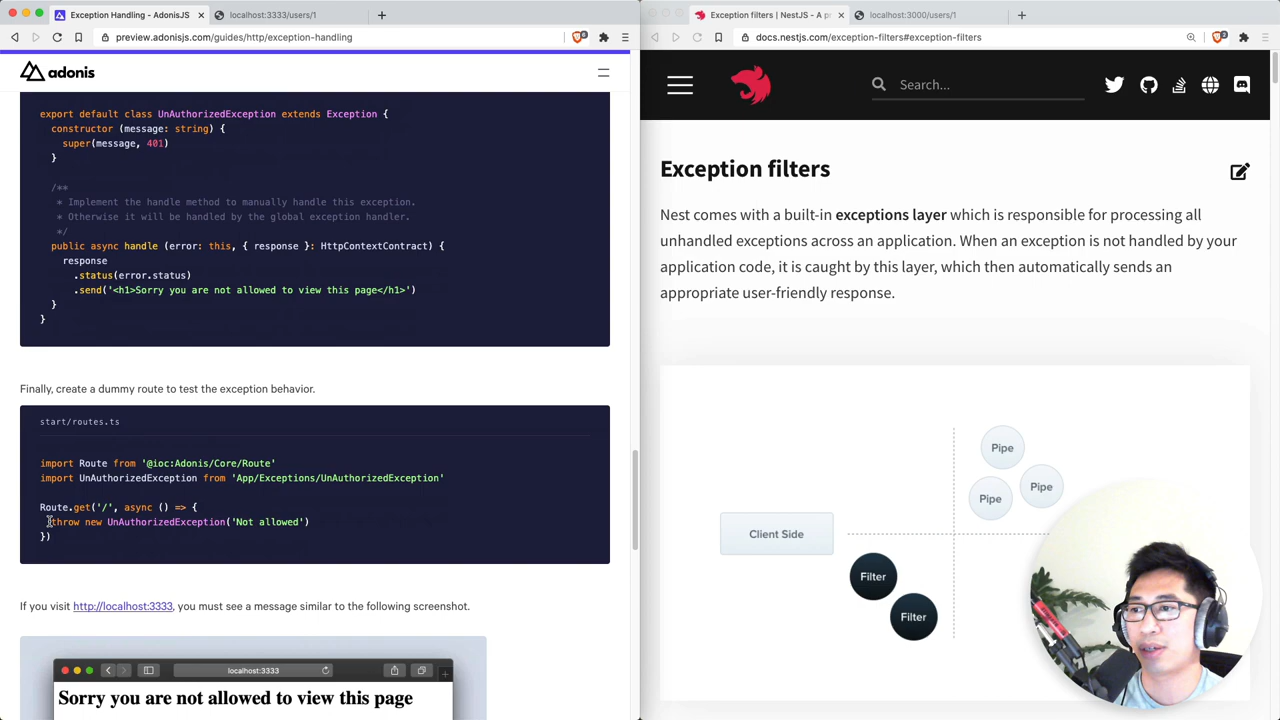 Exception Handling - AdonisJS
localhost:3333/users/1
preview.adonisjs.com/guides/http/exception-handling
6
adonis
export default class UnAuthorizedException extends Exception {
constructor (message: string) {
super(message, 401)
}
/**
* Implement the handle method to manually handle this exception.
* Otherwise it will be handled by the global exception handler.
*/
public async handle (error: this, { response }: HttpContextContract) {
response
.status(error.status)
.send('<h1>Sorry you are not allowed to view this page</h1>')
}
}
Finally, create a dummy route to test the exception behavior.
start/routes.ts
import Route from '@ioc:Adonis/Core/Route'
import UnAuthorizedException from 'App/Exceptions/UnAuthorizedException'
Route.get('/', async () => {
throw new UnAuthorizedException('Not allowed')
})
If you visit http://localhost:3333, you must see a message similar to the following screenshot.
localhost:3333
Sorry you are not allowed to view this page
Exception filters | NestJS - A p
localhost:3000/users/1
docs.nestjs.com/exception-filters#exception-filters
Search...
Exception filters
Nest comes with a built-in exceptions layer which is responsible for processing all
unhandled exceptions across an application. When an exception is not handled by your
application code, it is caught by this layer, which then automatically sends an
appropriate user-friendly response.
Pipe
Pipe
Pipe
Client Side
Filter
Filter